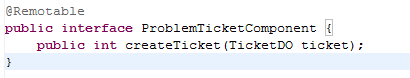 @Remotable
public interface ProblemTicketComponent {
    public int createTicket(TicketDO ticket);
}